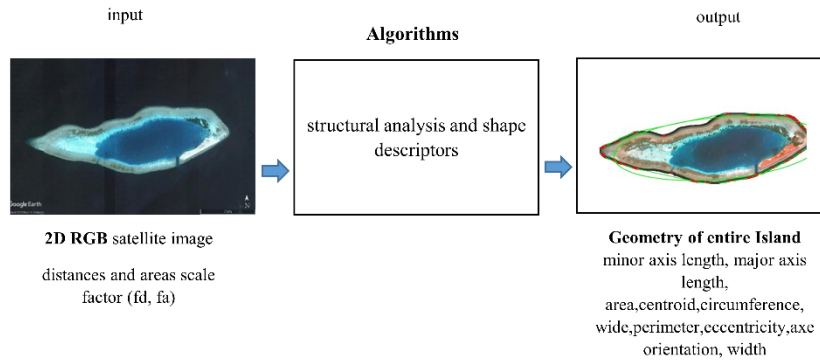 input
Algorithms
output
structural analysis and shape
descriptors
Google Earth
N
2D RGB satellite image
distances and areas scale
factor (fd, fa)
Geometry of entire Island
minor axis length, major axis
length,
area,centroid,circumference,
wide,perimeter,eccentricity,axe
orientation, width